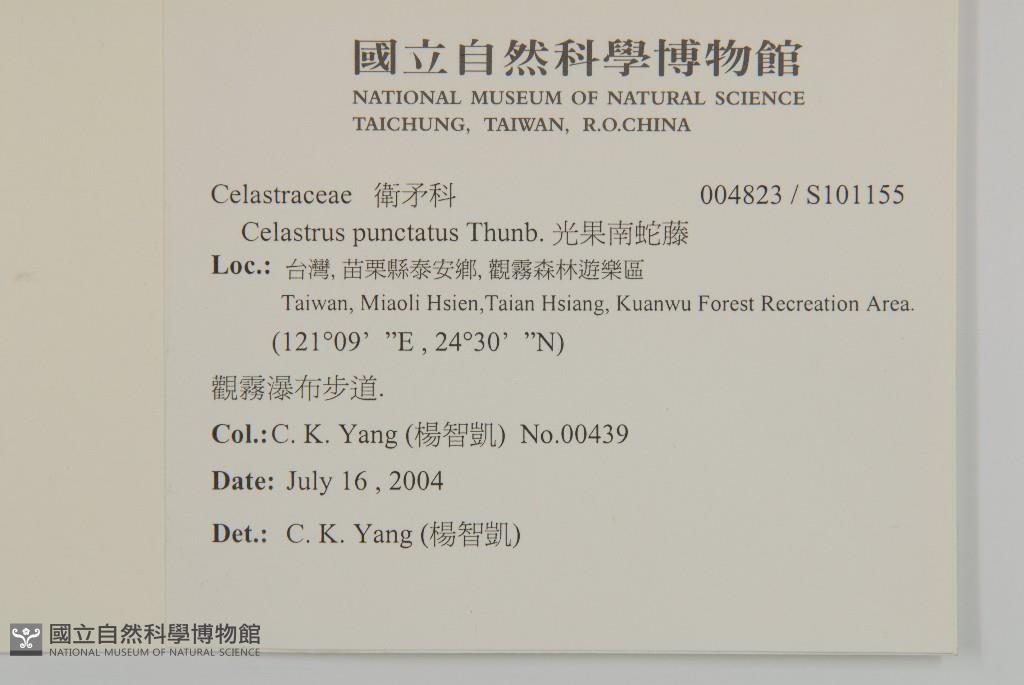 國立自然科學博物館
NATIONAL MUSEUM OF NATURAL SCIENCE
TAICHUNG, TAIWAN, R.O.CHINA
Celastraceae 衛矛科 004823 / S101155
Celastrus punctatus Thunb. 光果南蛇藤
Loc.: 台灣, 苗栗縣泰安鄉, 觀霧森林遊樂區
Taiwan, Miaoli Hsien,Taian Hsiang, Kuanwu Forest Recreation Area.
(121°09’ ”E , 24°30’ ”N)
觀霧瀑布步道.
Col.: C. K. Yang (楊智凱) No.00439
Date: July 16 , 2004
Det.: C. K. Yang (楊智凱)
國立自然科學博物館
NATIONAL MUSEUM OF NATURAL SCIENCE